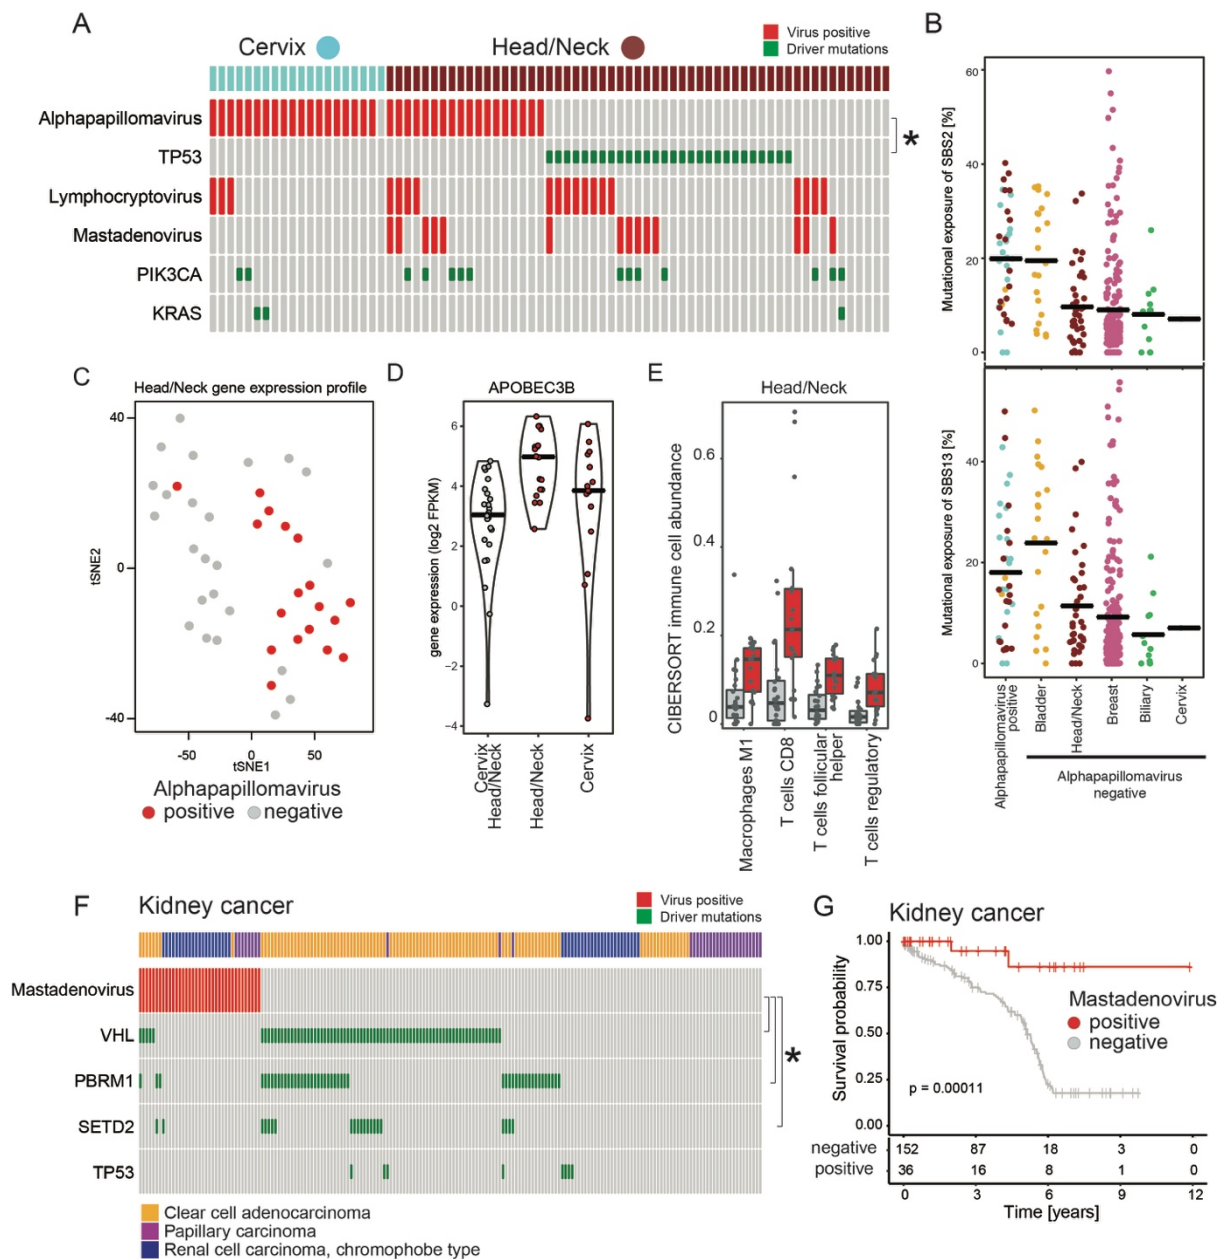 A
Cervix
Head/Neck
Virus positive
Driver mutations
Alphapapillomavirus
TP53
Lymphocryptovirus
Mastadenovirus
PIK3CA
KRAS
*
B
Mutational exposure of SBS2 [%]
60
40
20
0
Mutational exposure of SBS13 [%]
40
20
0
Alphapapillomavirus
positive
Bladder
Head/Neck
Breast
Biliary
Cervix
Alphapapillomavirus
negative
C
Head/Neck gene expression profile
tSNE2
40
0
-40
-50
0
50
tSNE1
Alphapapillomavirus
positive
negative
D
APOBEC3B
gene expression (log2 FPKM)
6
4
2
0
−2
−4
Cervix
Head/Neck
Head/Neck
Cervix
E
Head/Neck
CIBERSORT immune cell abundance
0.6
0.4
0.2
0
Macrophages M1
T cells CD8
T cells follicular
helper
T cells regulatory
F
Kidney cancer
Virus positive
Driver mutations
Mastadenovirus
VHL
PBRM1
SETD2
TP53
*
Clear cell adenocarcinoma
Papillary carcinoma
Renal cell carcinoma, chromophobe type
G
Kidney cancer
Survival probability
1.00
0.75
0.50
0.25
0.00
Mastadenovirus
positive
negative
p = 0.00011
negative 152 87 18 3 0
positive 36 16 8 1 0
0 3 6 9 12
Time [years]